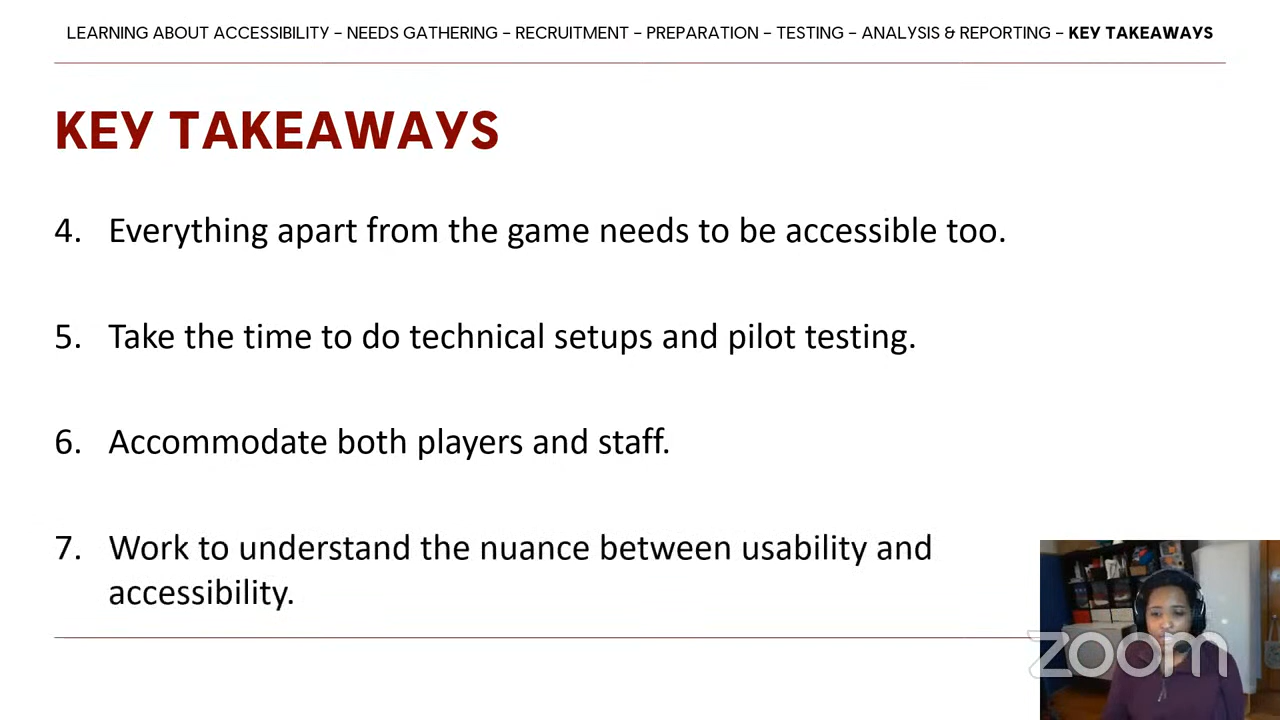 LEARNING ABOUT ACCESSIBILITY – NEEDS GATHERING – RECRUITMENT – PREPARATION – TESTING – ANALYSIS & REPORTING – KEY TAKEAWAYS
KEY TAKEAWAYS
4. Everything apart from the game needs to be accessible too.
5. Take the time to do technical setups and pilot testing.
6. Accommodate both players and staff.
7. Work to understand the nuance between usability and
accessibility.
zoom